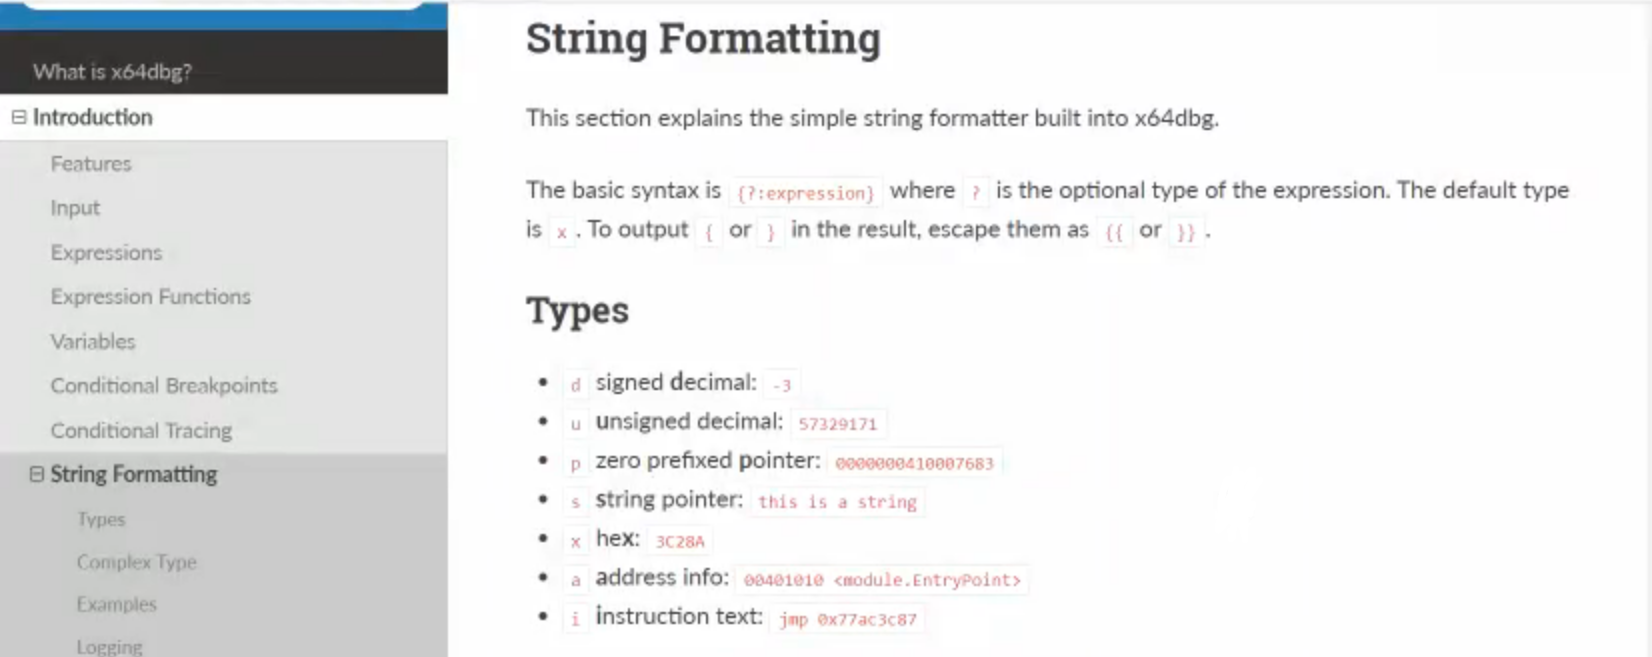 What is x64dbg?
Introduction
Features
Input
Expressions
Expression Functions
Variables
Conditional Breakpoints
Conditional Tracing
String Formatting
Types
Complex Type
Examples
Logging
String Formatting
This section explains the simple string formatter built into x64dbg.
The basic syntax is {?:expression} where ? is the optional type of the expression. The default type
is x . To output { or } in the result, escape them as {{ or }} .
Types
• d signed decimal: -3
• u unsigned decimal: 57329171
• p zero prefixed pointer: 0000000410007683
• s string pointer: this is a string
• x hex: 3C28A
• a address info: 00401010 <module.EntryPoint>
• i instruction text: jmp 0x77ac3c87